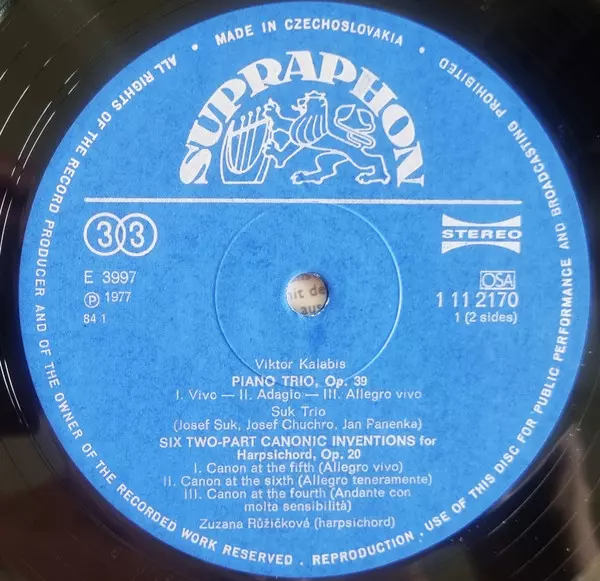 ALL RIGHTS OF THE RECORD PRODUCER AND OF THE OWNER OF THE RECORDED WORK RESERVED · REPRODUCTION · USE OF THIS DISC FOR PUBLIC PERFORMANCE AND BROADCASTING PROHIBITED
• MADE IN CZECHOSLOVAKIA •
SUPRAPHON
33
STEREO
E 3997
℗ 1977
84 1
OSA
1 11 2170
1 (2 sides)
Viktor Kalabis
PIANO TRIO, Op. 39
I. Vivo — II. Adagio — III. Allegro vivo
Suk Trio
(Josef Suk, Josef Chuchro, Jan Panenka)
SIX TWO-PART CANONIC INVENTIONS for
Harpsichord, Op. 20
I. Canon at the fifth (Allegro vivo)
II. Canon at the sixth (Allegro teneramente)
III. Canon at the fourth (Andante con
molta sensibilità)
Zuzana Růžičková (harpsichord)